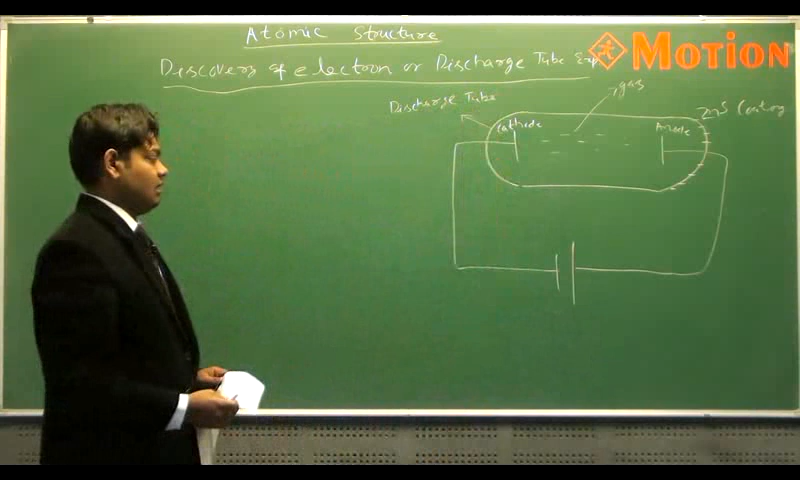 Atomic Structure
Discovery of electron or Discharge Tube Exp
MOTION
Discharge Tube
gas
Cathode
Anode
ZnS Coating